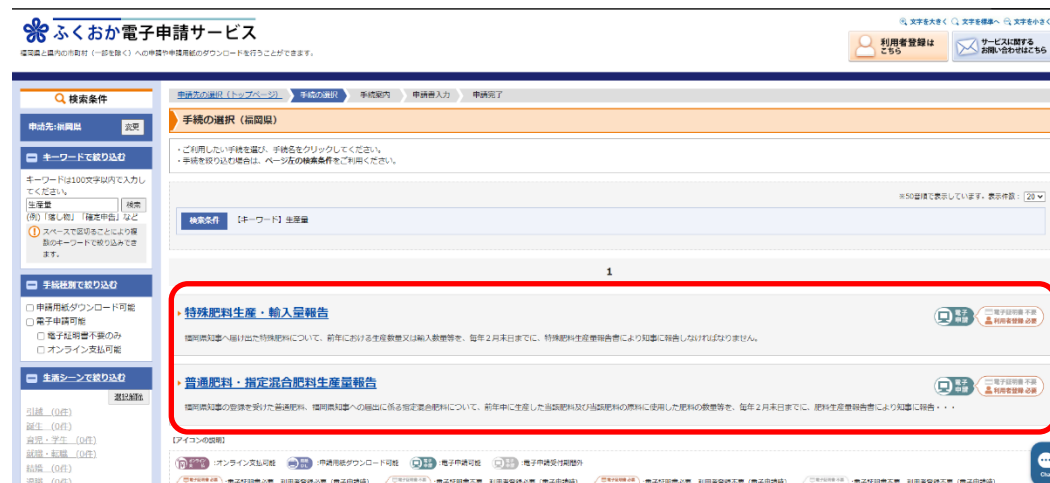 ふくおか電子申請サービス
福岡県と県内の市町村（一部を除く）への申請や申請用紙のダウンロードを行うことができます。
文字を大きく 文字を標準へ 文字を小さく
利用者登録は
こちら
サービスに関する
お問い合わせはこちら
検索条件
申請先:福岡県 変更
キーワードで絞り込む
キーワードは100文字以内で入力し
てください。
生産量 検索
(例)「落し物」「確定申告」など
スペースで区切ることにより複
数のキーワードで絞り込みでき
ます。
手続種別で絞り込む
申請用紙ダウンロード可能
電子申請可能
電子証明書不要のみ
オンライン支払可能
生活シーンで絞り込む
選択解除
引越（0件）
誕生（0件）
育児・学生（0件）
就職・転職（0件）
結婚（0件）
申請先の選択（トップページ） 手続の選択 手続案内 申請書入力 申請完了
手続の選択（福岡県）
・ご利用したい手続を選び、手続名をクリックしてください。
・手続を絞り込む場合は、ページ左の検索条件をご利用ください。
※50音順で表示しています。表示件数： 20
検索条件 【キーワード】生産量
1
特殊肥料生産・輸入量報告
電子申請 電子証明書 不要 利用者登録 必要
福岡県知事へ届け出た特殊肥料について、前年における生産数量又は輸入数量等を、毎年２月末日までに、特殊肥料生産量報告書により知事に報告しなければなりません。
普通肥料・指定混合肥料生産量報告
電子申請 電子証明書 不要 利用者登録 必要
福岡県知事の登録を受けた普通肥料、福岡県知事への届出に係る指定混合肥料について、前年中に生産した当該肥料及び当該肥料の原料に使用した肥料の数量等を、毎年２月末日までに、肥料生産量報告書により知事に報告・・・
【アイコンの説明】
:オンライン支払可能 :申請用紙ダウンロード可能 :電子申請可能 :電子申請受付期間外
Chat